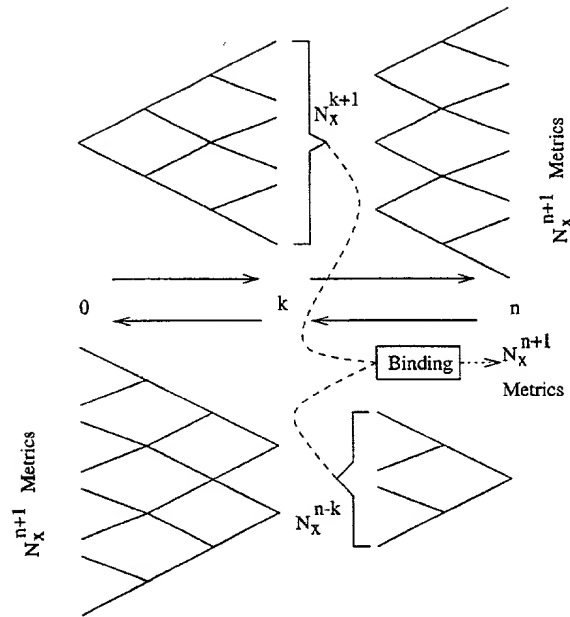 N_X^{k+1}
N_X^{n+1} Metrics
0
k
n
Binding
N_X^{n+1}
Metrics
N_X^{n+1} Metrics
N_X^{n-k}